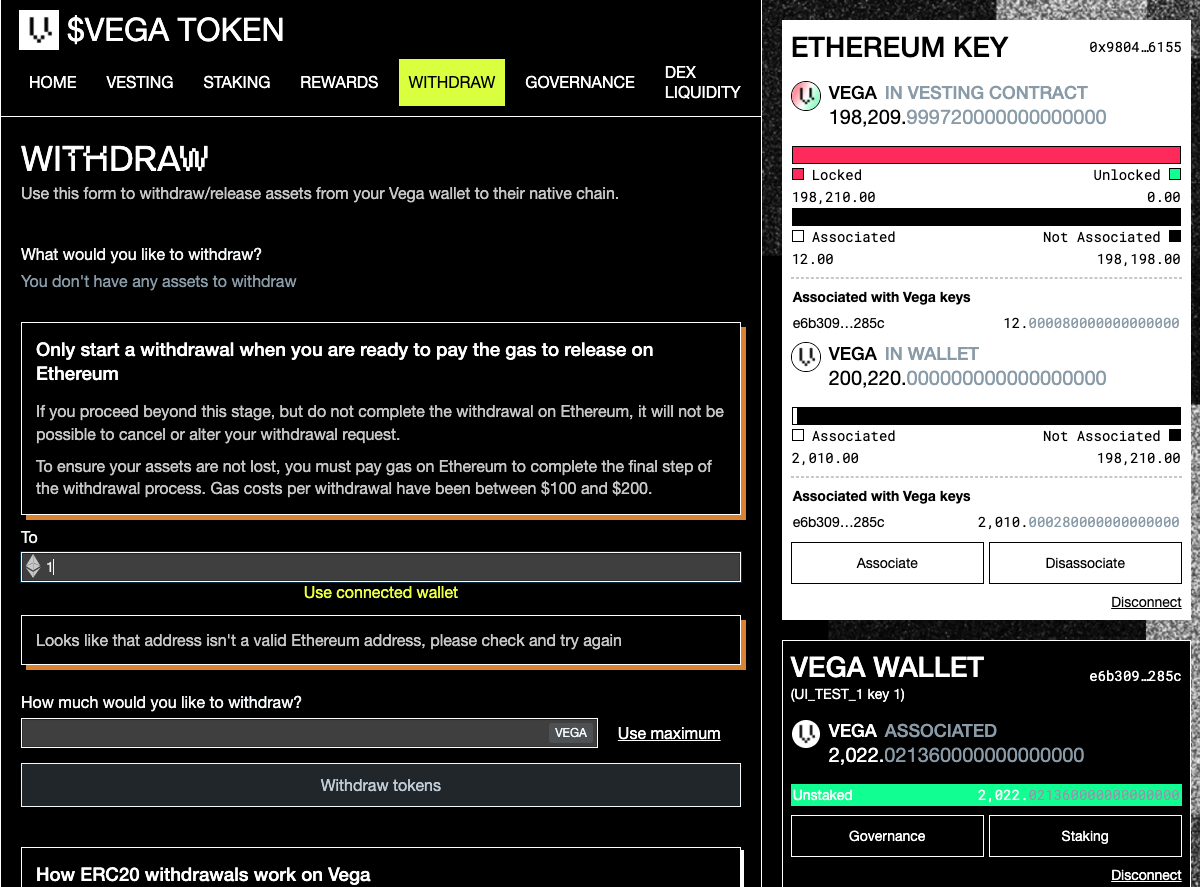 $VEGA TOKEN
HOME VESTING STAKING REWARDS WITHDRAW GOVERNANCE DEX LIQUIDITY
WITHDRAW
Use this form to withdraw/release assets from your Vega wallet to their native chain.
What would you like to withdraw?
You don't have any assets to withdraw
Only start a withdrawal when you are ready to pay the gas to release on
Ethereum
If you proceed beyond this stage, but do not complete the withdrawal on Ethereum, it will not be
possible to cancel or alter your withdrawal request.
To ensure your assets are not lost, you must pay gas on Ethereum to complete the final step of
the withdrawal process. Gas costs per withdrawal have been between $100 and $200.
To
1
Use connected wallet
Looks like that address isn't a valid Ethereum address, please check and try again
How much would you like to withdraw?
VEGA Use maximum
Withdraw tokens
How ERC20 withdrawals work on Vega
ETHEREUM KEY 0x9804…6155
VEGA IN VESTING CONTRACT
198,209.999720000000000000
Locked Unlocked
198,210.00 0.00
Associated Not Associated
12.00 198,198.00
Associated with Vega keys
e6b309…285c 12.000080000000000000
VEGA IN WALLET
200,220.000000000000000000
Associated Not Associated
2,010.00 198,210.00
Associated with Vega keys
e6b309…285c 2,010.000280000000000000
Associate Disassociate
Disconnect
VEGA WALLET e6b309…285c
(UI_TEST_1 key 1)
VEGA ASSOCIATED
2,022.021360000000000000
Unstaked 2,022.021360000000000000
Governance Staking
Disconnect